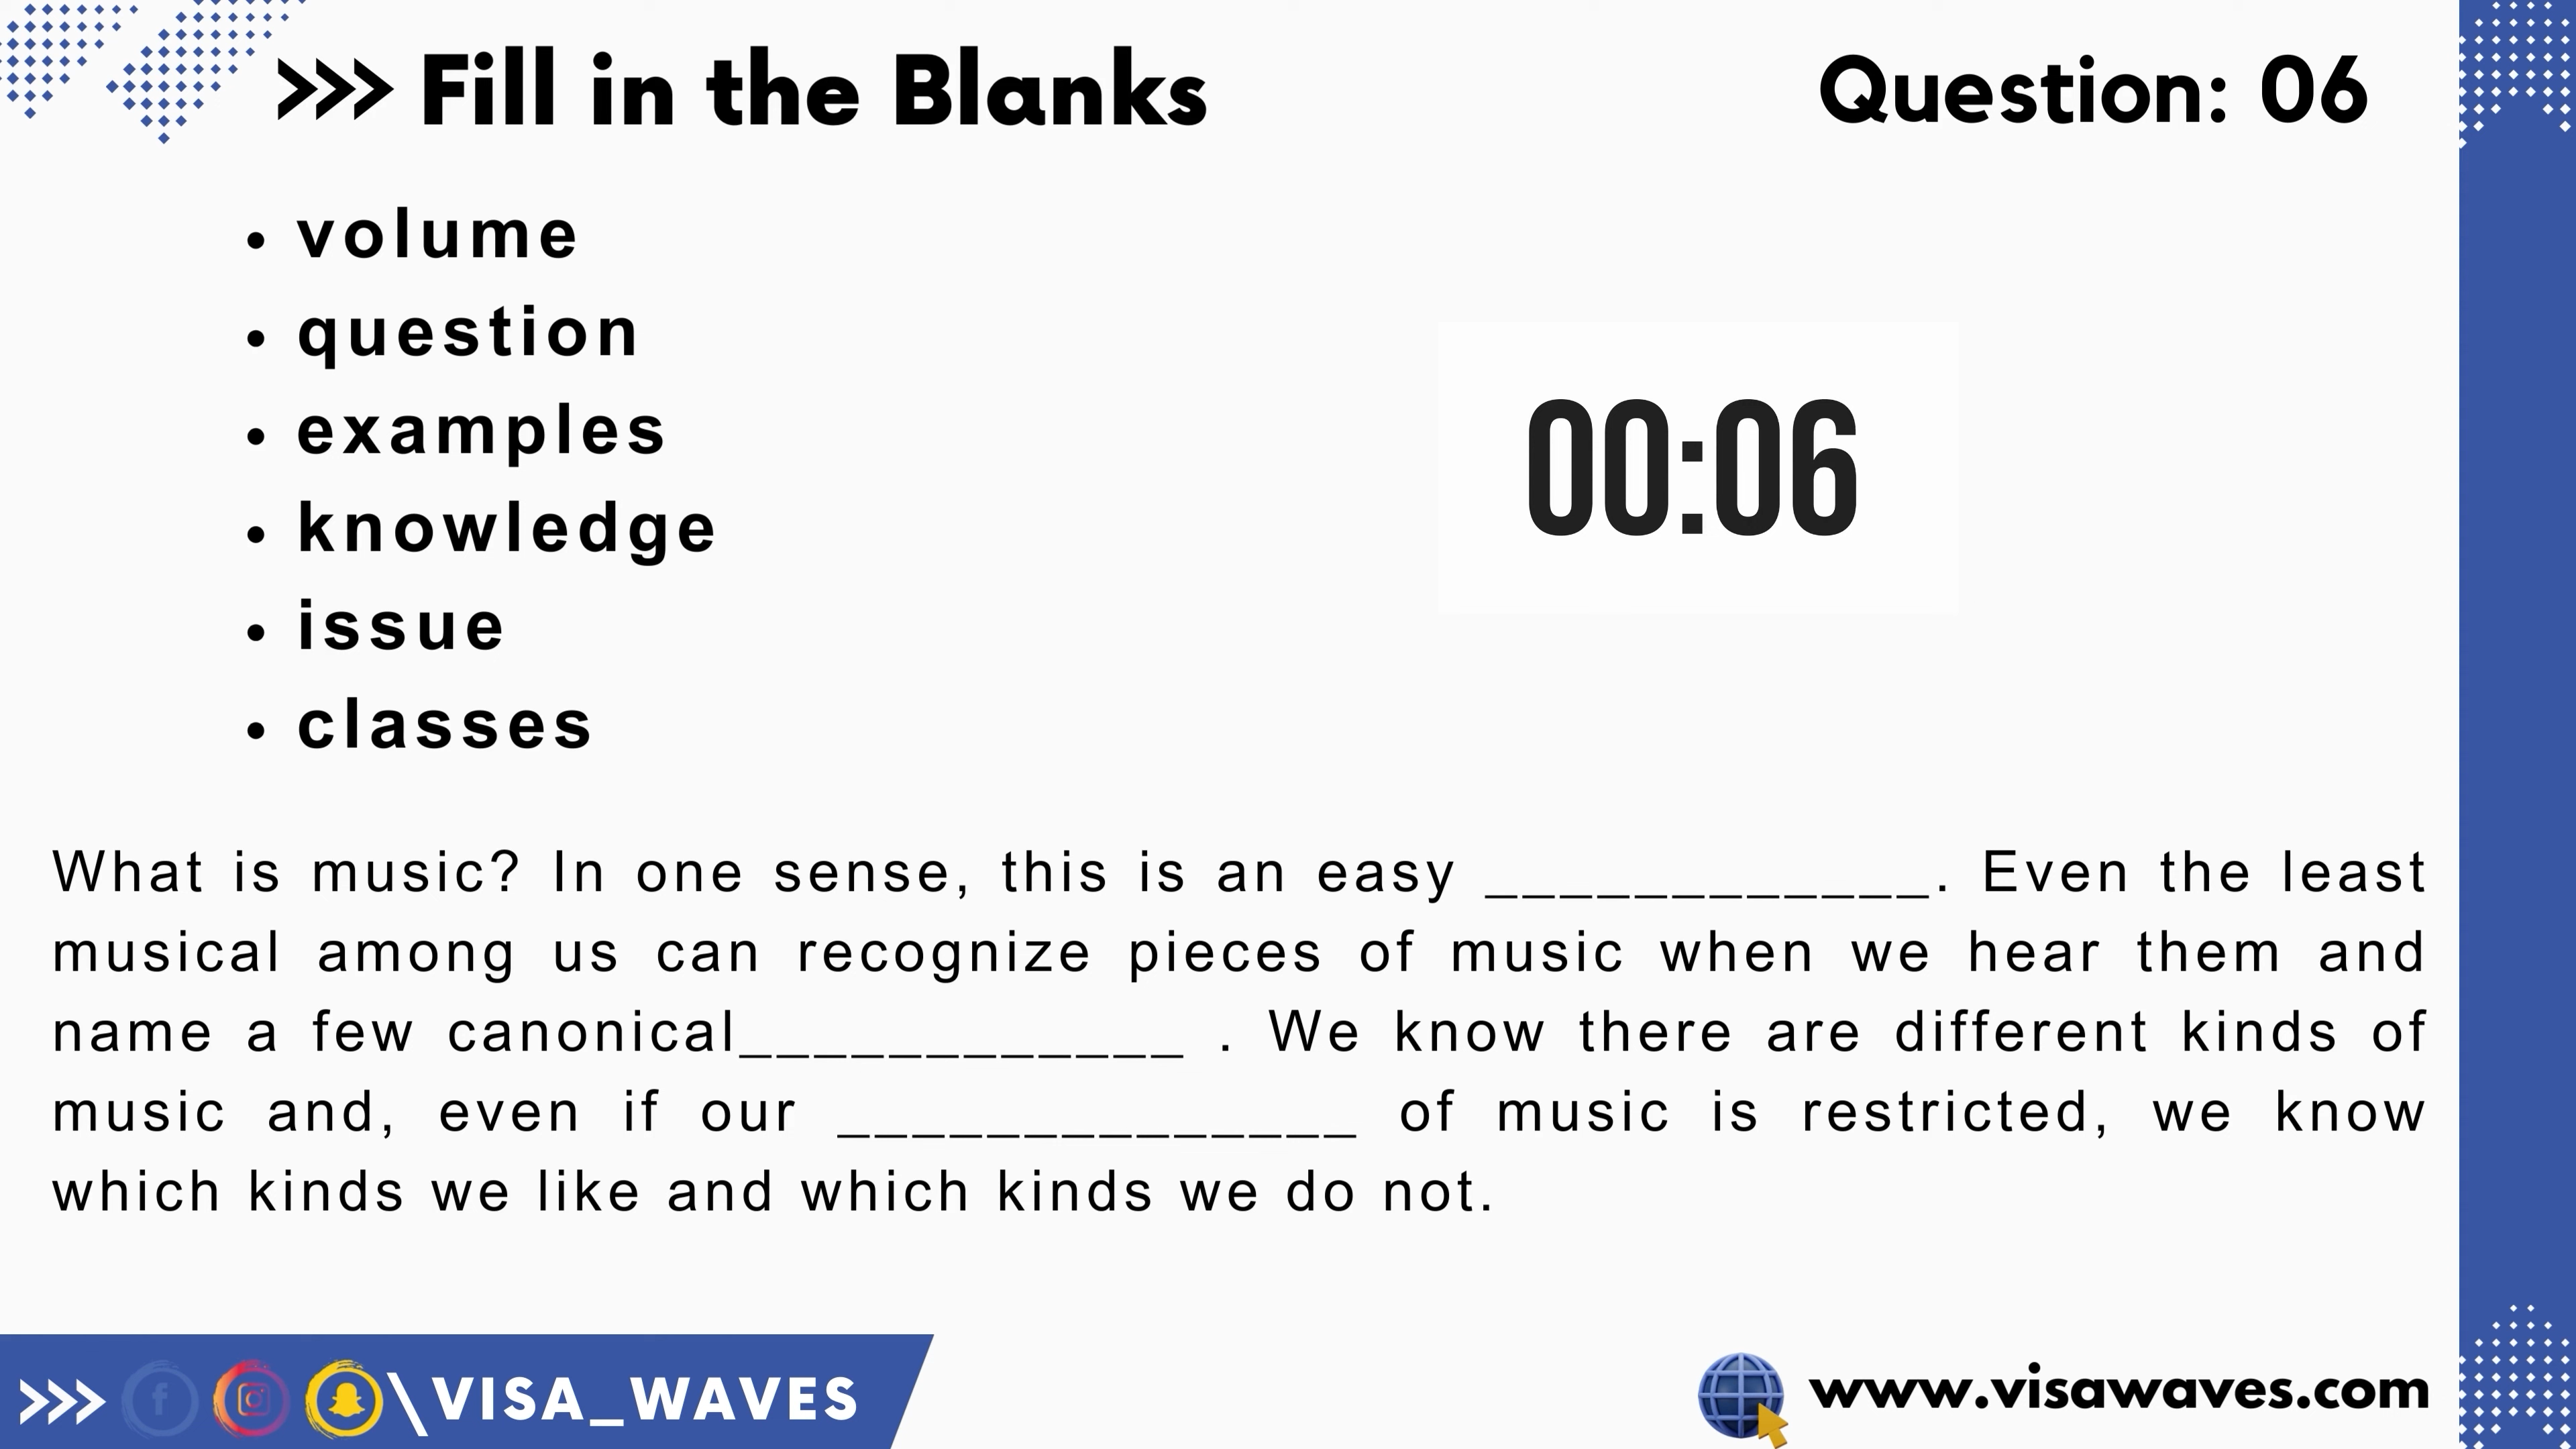 >>> Fill in the Blanks
Question: 06
• volume
• question
• examples
• knowledge
• issue
• classes
00:06
What is music? In one sense, this is an easy ____________. Even the least
musical among us can recognize pieces of music when we hear them and
name a few canonical____________ . We know there are different kinds of
music and, even if our ______________ of music is restricted, we know
which kinds we like and which kinds we do not.
>>> f \VISA_WAVES
www.visawaves.com